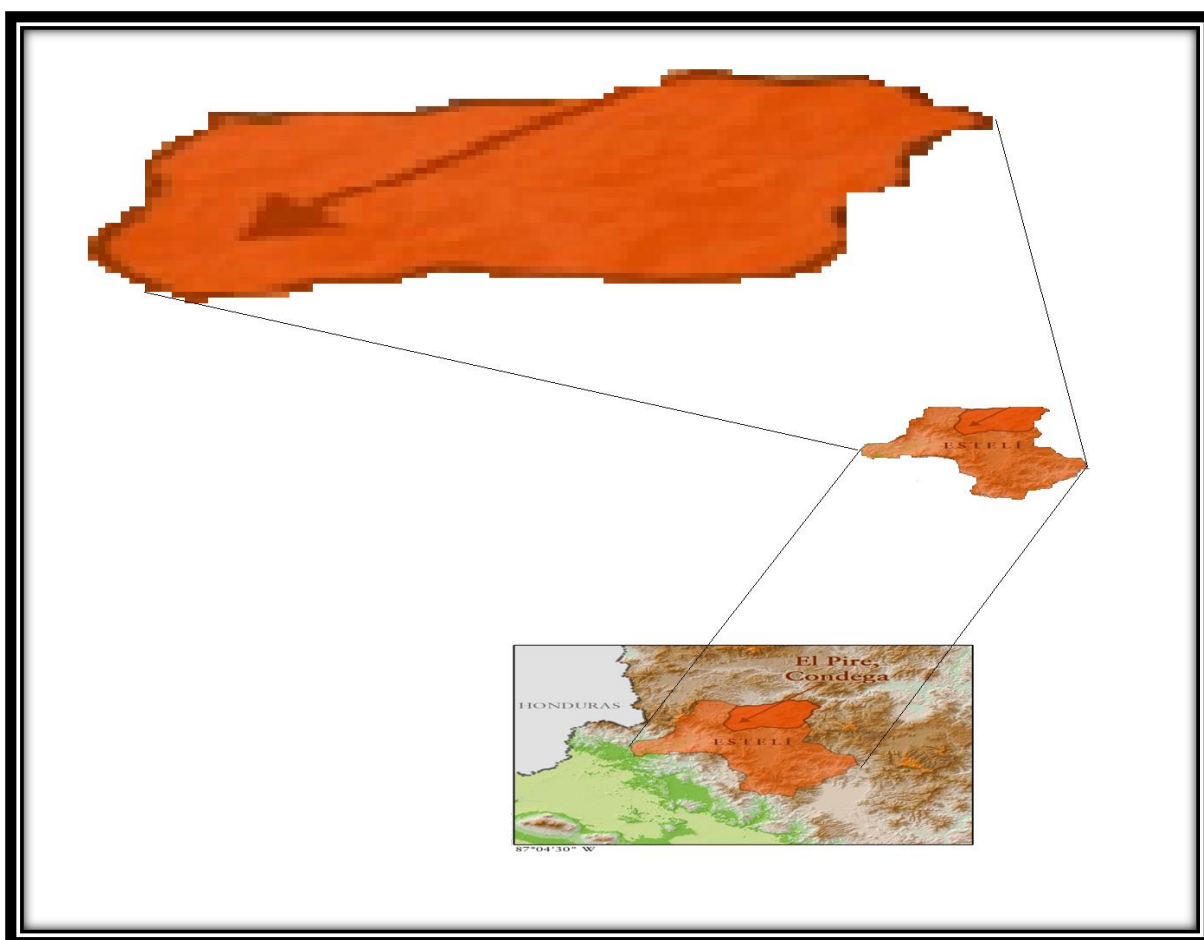 ESTELÍ
El Pire,
Condega
HONDURAS
ESTELÍ
87°04'30" W